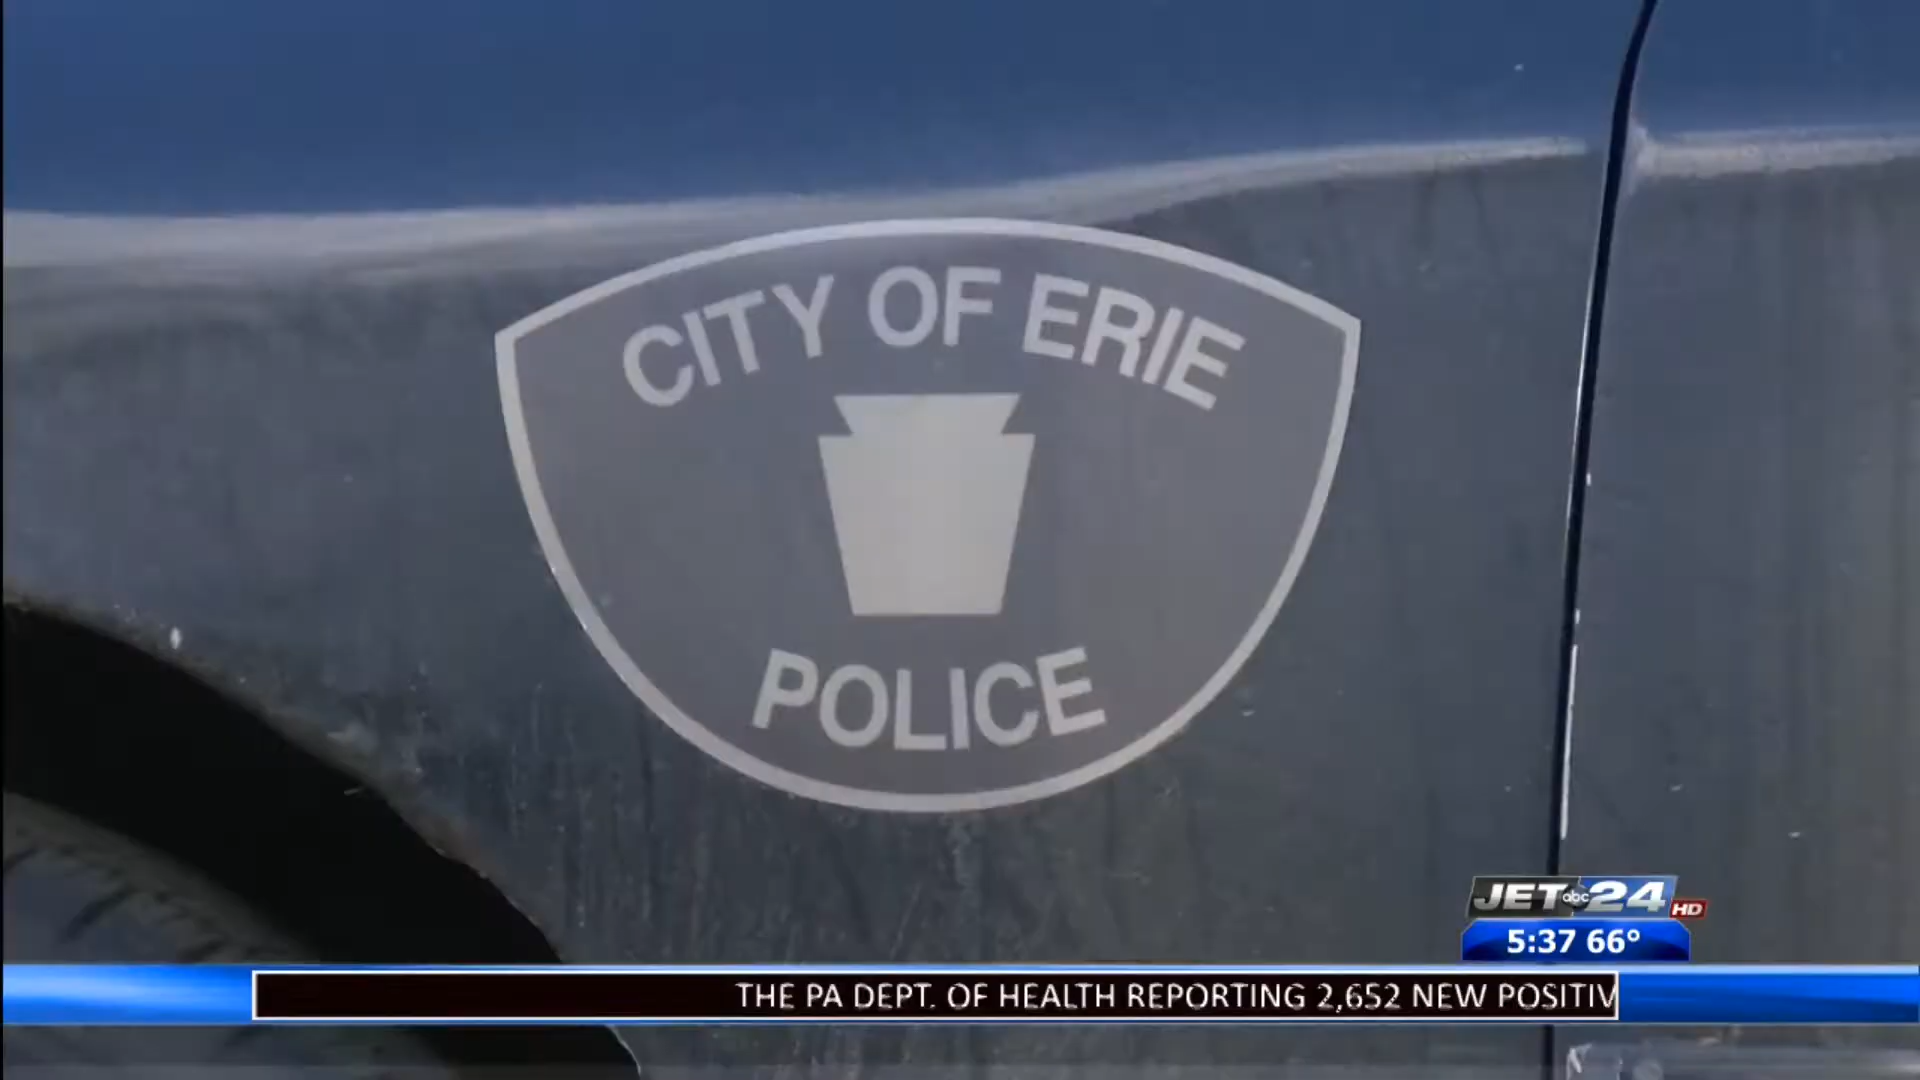 CITY OF ERIE
POLICE
JET abc 24 HD
5:37 66°
THE PA DEPT. OF HEALTH REPORTING 2,652 NEW POSITIV